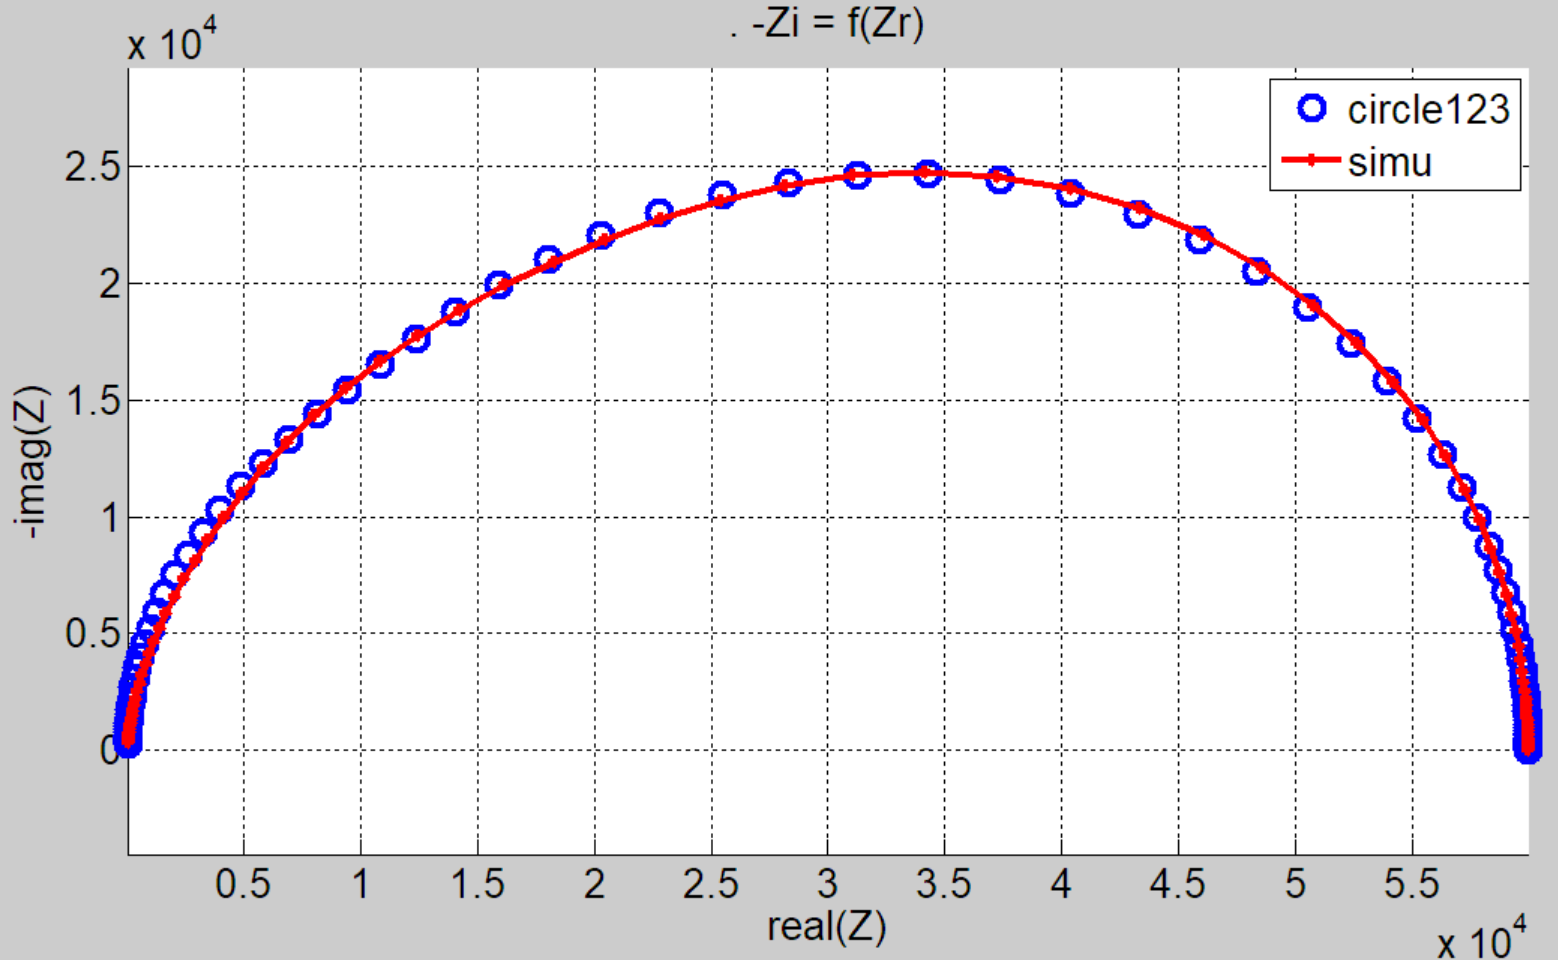 . -Zi = f(Zr)
x 10^4
circle123
simu
2.5
2
1.5
1
0.5
0
-imag(Z)
0.5 1 1.5 2 2.5 3 3.5 4 4.5 5 5.5
real(Z)
x 10^4